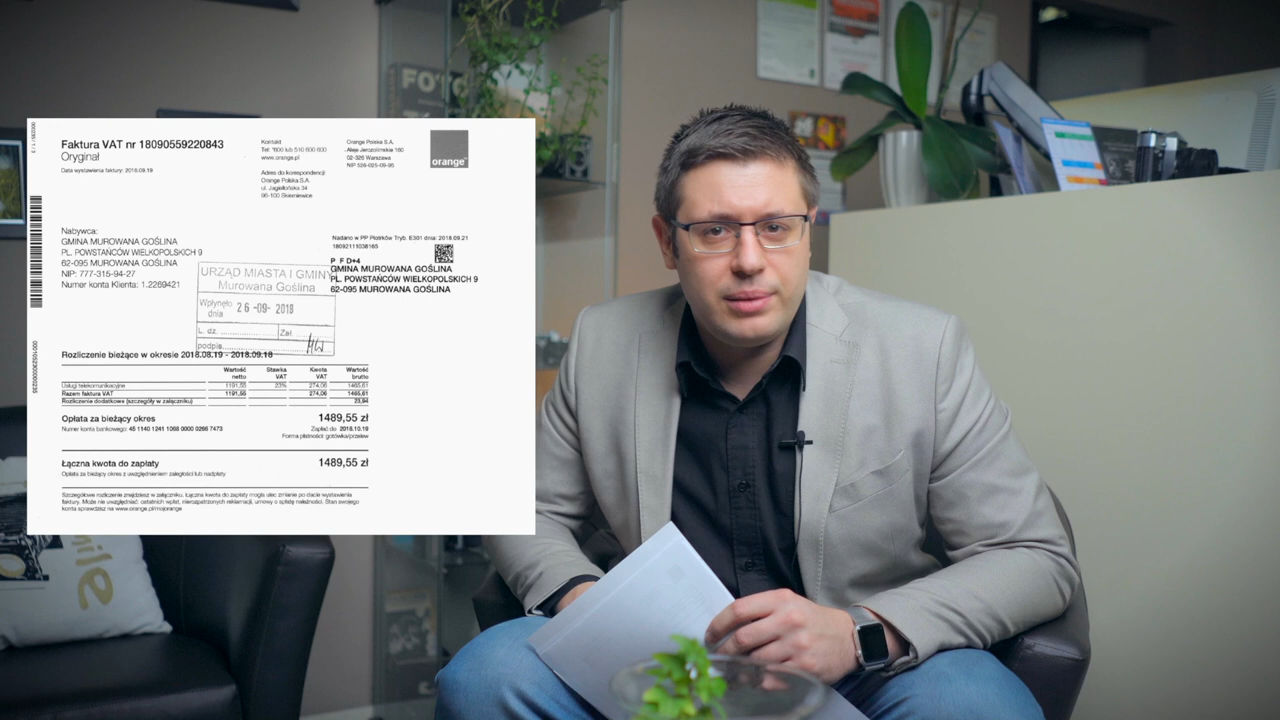 Faktura VAT nr 18090559220843
Oryginał
Data wystawienia faktury: 2018.09.19
Kontakt
Tel: *600 lub 510 600 600
www.orange.pl
Adres do korespondencji
Orange Polska S.A.
ul. Jagiellońska 34
96-100 Skierniewice
Orange Polska S.A.
Aleje Jerozolimskie 160
02-326 Warszawa
NIP 526-025-09-95
orange
Nabywca:
GMINA MUROWANA GOŚLINA
PL. POWSTAŃCÓW WIELKOPOLSKICH 9
62-095 MUROWANA GOŚLINA
NIP: 777-315-94-27
Numer konta Klienta: 1.2269421
Nadano w PP Piotrków Tryb. E301 dnia: 2018.09.21
18092111038165
P F D+4
GMINA MUROWANA GOŚLINA
PL. POWSTAŃCÓW WIELKOPOLSKICH 9
62-095 MUROWANA GOŚLINA
URZĄD MIASTA I GMINY
Murowana Goślina
Wpłynęło
dnia 26-09-2018
L. dz. Zał.
podpis
Rozliczenie bieżące w okresie 2018.08.19 - 2018.09.18
Wartość netto Stawka VAT Kwota VAT Wartość brutto
Usługi telekomunikacyjne 1191,55 23% 274,06 1465,61
Razem faktura VAT 1191,55 274,06 1465,61
Rozliczenie dodatkowe (szczegóły w załączniku) 23,94
Opłata za bieżący okres 1489,55 zł
Numer konta bankowego: 45 1140 1241 1068 0000 0266 7473 Zapłać do 2018.10.19
Forma płatności: gotówka/przelew
Łączna kwota do zapłaty 1489,55 zł
Opłata za bieżący okres z uwzględnieniem zaległości lub nadpłaty
Szczegółowe rozliczenie znajdziesz w załączniku. Łączna kwota do zapłaty mogła ulec zmianie po dacie wystawienia
faktury. Może nie uwzględniać: ostatnich wpłat, nierozpatrzonych reklamacji, umowy o spłatę należności. Stan swojego
konta sprawdzisz na www.orange.pl/mojorange
FOTO
mile